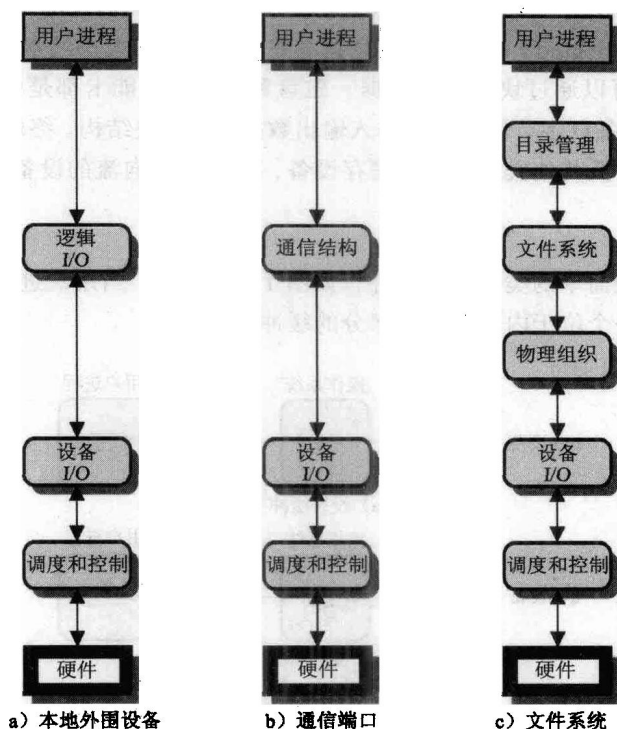 用户进程
逻辑
I/O
设备
I/O
调度和控制
硬件
a) 本地外围设备
用户进程
通信结构
设备
I/O
调度和控制
硬件
b) 通信端口
用户进程
目录管理
文件系统
物理组织
设备
I/O
调度和控制
硬件
c) 文件系统